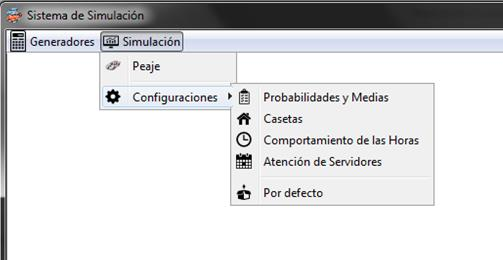 Sistema de Simulación
Generadores Simulación
Peaje
Configuraciones
Probabilidades y Medias
Casetas
Comportamiento de las Horas
Atención de Servidores
Por defecto